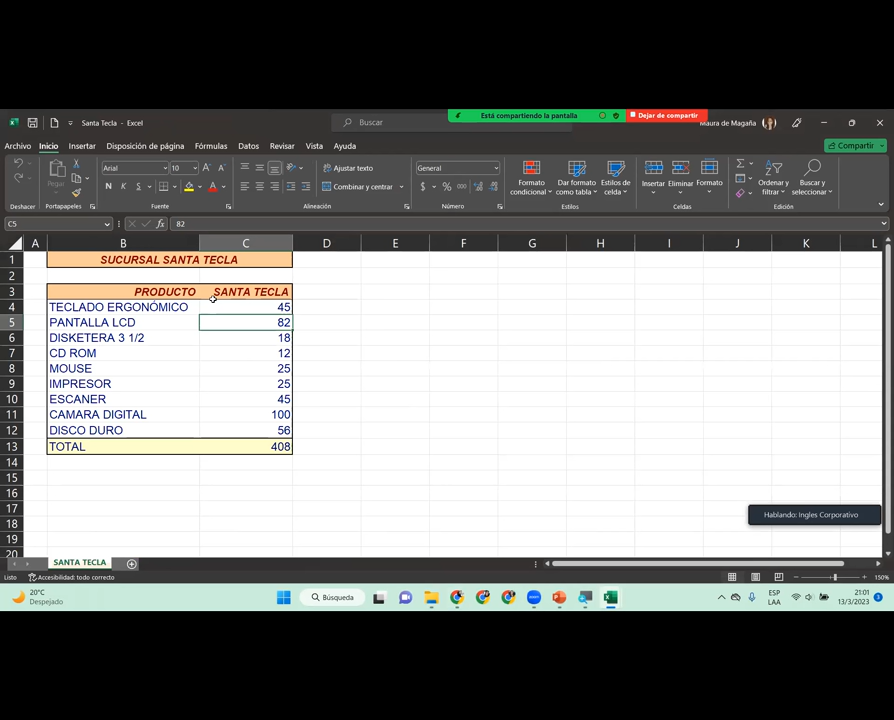 Está compartiendo la pantalla
Dejar de compartir
Santa Tecla - Excel
Buscar
Maura de Magaña
Archivo Inicio Insertar Disposición de página Fórmulas Datos Revisar Vista Ayuda
Compartir
Pegar
Arial 10
N K S
Ajustar texto
Combinar y centrar
General
$ % 000
Formato condicional
Dar formato como tabla
Estilos de celda
Insertar Eliminar Formato
Ordenar y filtrar
Buscar y seleccionar
Deshacer Portapapeles Fuente Alineación Número Estilos Celdas Edición
C5 fx 82
A B C D E F G H I J K L
1 SUCURSAL SANTA TECLA
2
3 PRODUCTO SANTA TECLA
4 TECLADO ERGONÓMICO 45
5 PANTALLA LCD 82
6 DISKETERA 3 1/2 18
7 CD ROM 12
8 MOUSE 25
9 IMPRESOR 25
10 ESCANER 45
11 CAMARA DIGITAL 100
12 DISCO DURO 56
13 TOTAL 408
14
15
16
17
18
19
20
Hablando: Ingles Corporativo
SANTA TECLA
Listo Accesibilidad: todo correcto 150%
20°C
Despejado
Búsqueda
ESP
LAA
21:01
13/3/2023
3